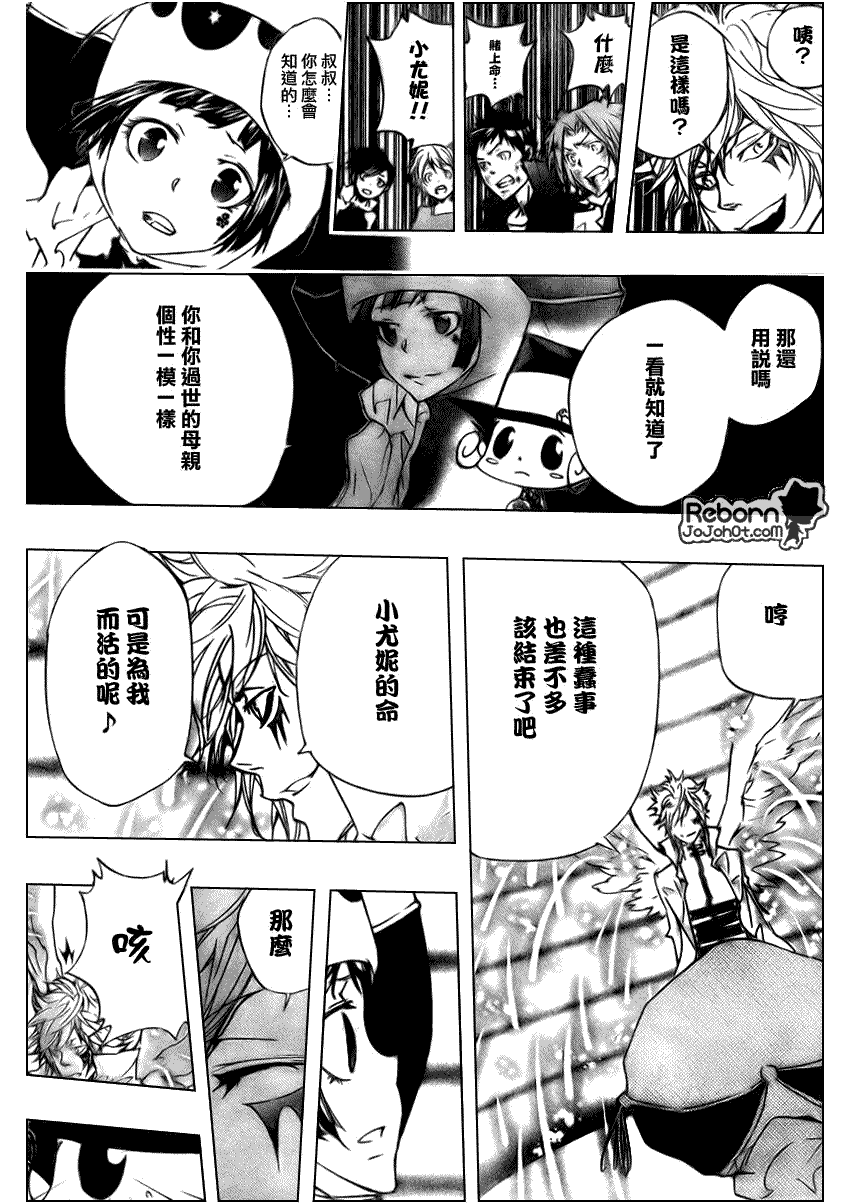 咦？
是這樣嗎？
什麼
賭上命…
小尤妮!!
叔叔…
你怎麼會
知道的…
那還
用説嗎
一看就知道了
你和你過世的母親
個性一模一樣
Reborn
JoJoHOt.com
哼
這種蠢事
也差不多
該結束了吧
小尤妮的命
可是為我
而活的呢♪
那麼
咳